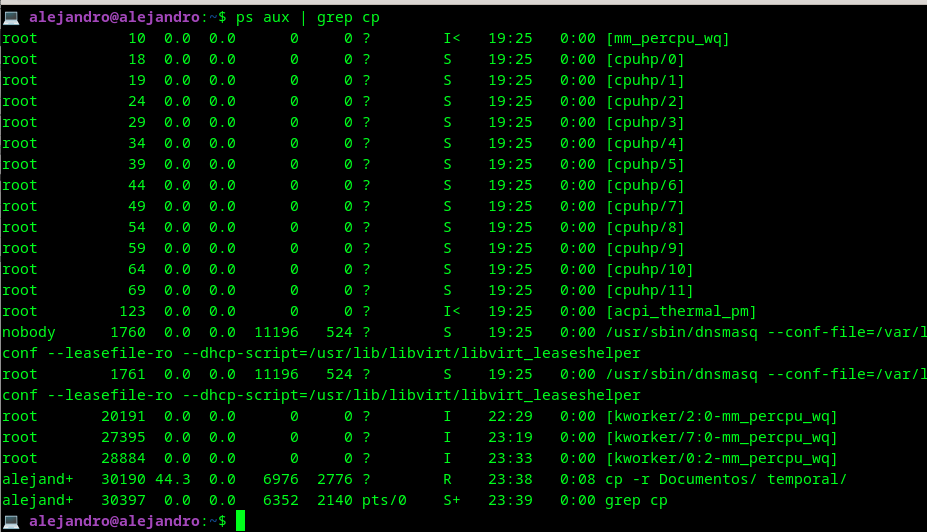 alejandro@alejandro:~$ ps aux | grep cp
root 10 0.0 0.0 0 0 ? I< 19:25 0:00 [mm_percpu_wq]
root 18 0.0 0.0 0 0 ? S 19:25 0:00 [cpuhp/0]
root 19 0.0 0.0 0 0 ? S 19:25 0:00 [cpuhp/1]
root 24 0.0 0.0 0 0 ? S 19:25 0:00 [cpuhp/2]
root 29 0.0 0.0 0 0 ? S 19:25 0:00 [cpuhp/3]
root 34 0.0 0.0 0 0 ? S 19:25 0:00 [cpuhp/4]
root 39 0.0 0.0 0 0 ? S 19:25 0:00 [cpuhp/5]
root 44 0.0 0.0 0 0 ? S 19:25 0:00 [cpuhp/6]
root 49 0.0 0.0 0 0 ? S 19:25 0:00 [cpuhp/7]
root 54 0.0 0.0 0 0 ? S 19:25 0:00 [cpuhp/8]
root 59 0.0 0.0 0 0 ? S 19:25 0:00 [cpuhp/9]
root 64 0.0 0.0 0 0 ? S 19:25 0:00 [cpuhp/10]
root 69 0.0 0.0 0 0 ? S 19:25 0:00 [cpuhp/11]
root 123 0.0 0.0 0 0 ? I< 19:25 0:00 [acpi_thermal_pm]
nobody 1760 0.0 0.0 11196 524 ? S 19:25 0:00 /usr/sbin/dnsmasq --conf-file=/var/l
conf --leasefile-ro --dhcp-script=/usr/lib/libvirt/libvirt_leaseshelper
root 1761 0.0 0.0 11196 524 ? S 19:25 0:00 /usr/sbin/dnsmasq --conf-file=/var/l
conf --leasefile-ro --dhcp-script=/usr/lib/libvirt/libvirt_leaseshelper
root 20191 0.0 0.0 0 0 ? I 22:29 0:00 [kworker/2:0-mm_percpu_wq]
root 27395 0.0 0.0 0 0 ? I 23:19 0:00 [kworker/7:0-mm_percpu_wq]
root 28884 0.0 0.0 0 0 ? I 23:33 0:00 [kworker/0:2-mm_percpu_wq]
alejand+ 30190 44.3 0.0 6976 2776 ? R 23:38 0:08 cp -r Documentos/ temporal/
alejand+ 30397 0.0 0.0 6352 2140 pts/0 S+ 23:39 0:00 grep cp
alejandro@alejandro:~$